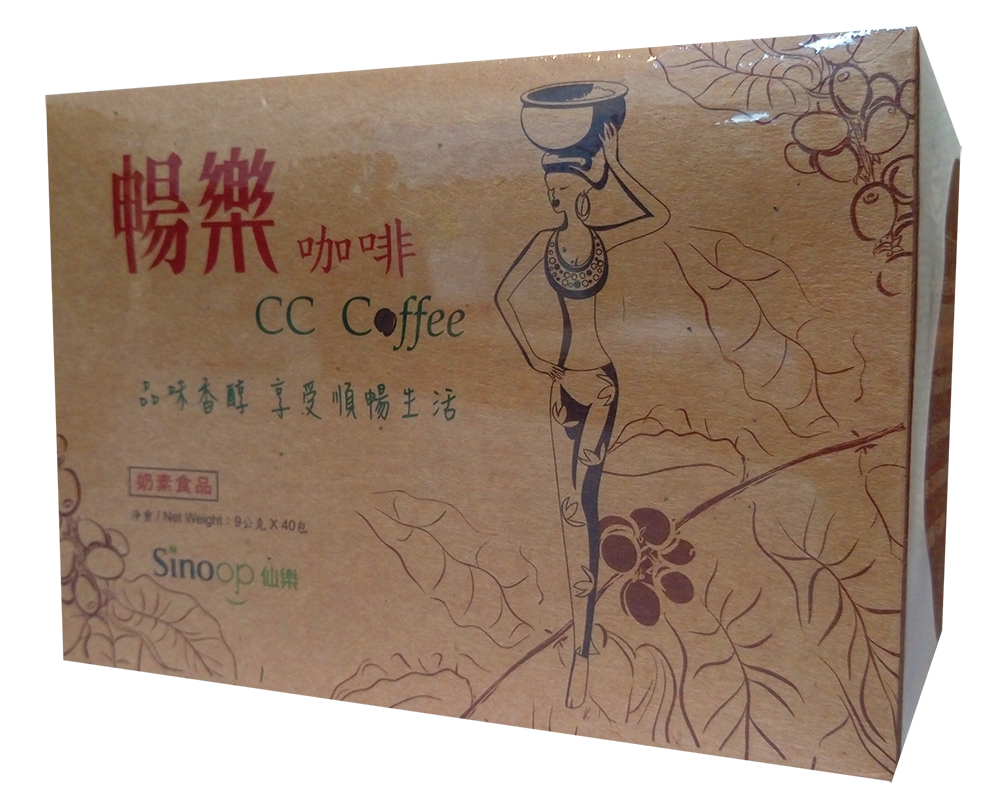 暢樂 咖啡
CC Coffee
品味香醇 享受順暢生活
奶素食品
淨重 / Net Weight : 9公克 X 40包
Sinoop 仙樂